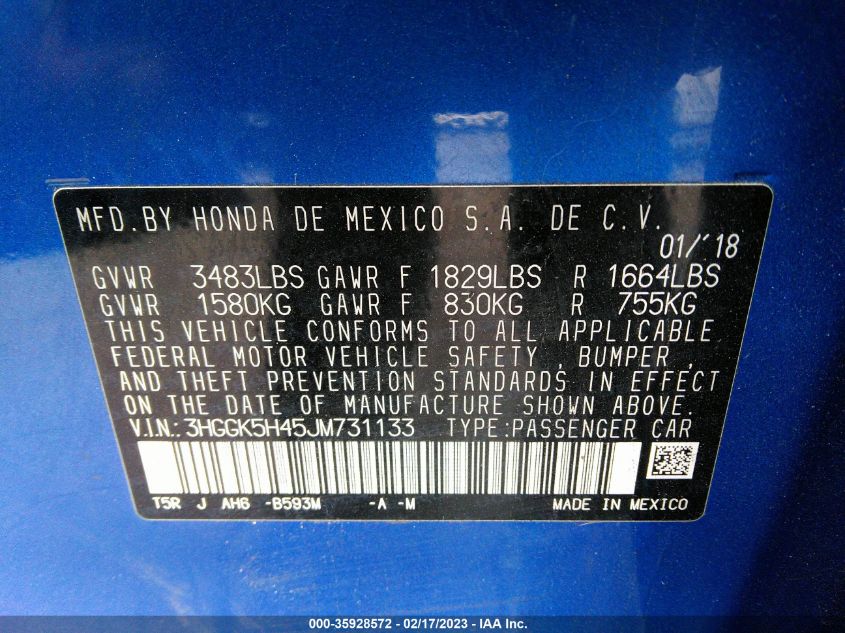 MFD.BY HONDA DE MEXICO S.A. DE C.V.
01/'18
GVWR 3483LBS GAWR F 1829LBS R 1664LBS
GVWR 1580KG GAWR F 830KG R 755KG
THIS VEHICLE CONFORMS TO ALL APPLICABLE
FEDERAL MOTOR VEHICLE SAFETY, BUMPER,
AND THEFT PREVENTION STANDARDS IN EFFECT
ON THE DATE OF MANUFACTURE SHOWN ABOVE.
V.I.N.:3HGGK5H45JM731133 TYPE:PASSENGER CAR
T5R J AH6 -B593M -A -M MADE IN MEXICO
000-35928572 - 02/17/2023 - IAA Inc.